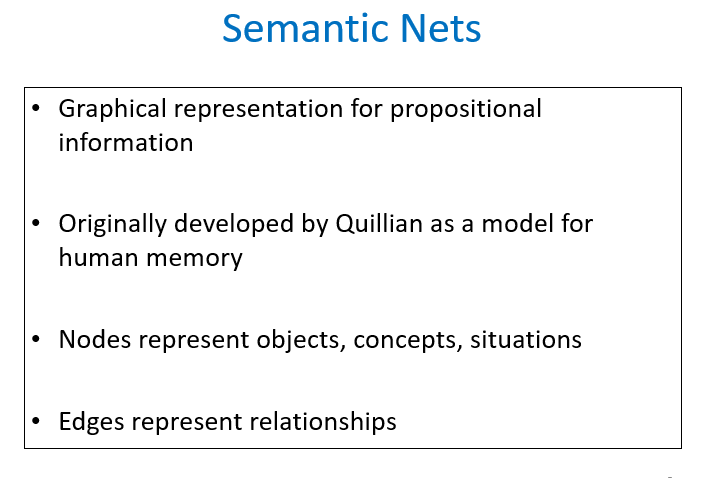 Semantic Nets
• Graphical representation for propositional
information
• Originally developed by Quillian as a model for
human memory
• Nodes represent objects, concepts, situations
• Edges represent relationships